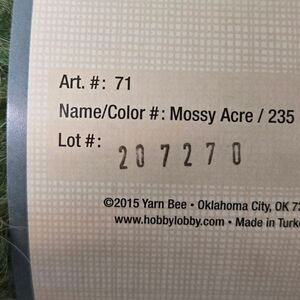 Art. #: 71
Name/Color #: Mossy Acre / 235
Lot #:
207270
©2015 Yarn Bee • Oklahoma City, OK
www.hobbylobby.com • Made in